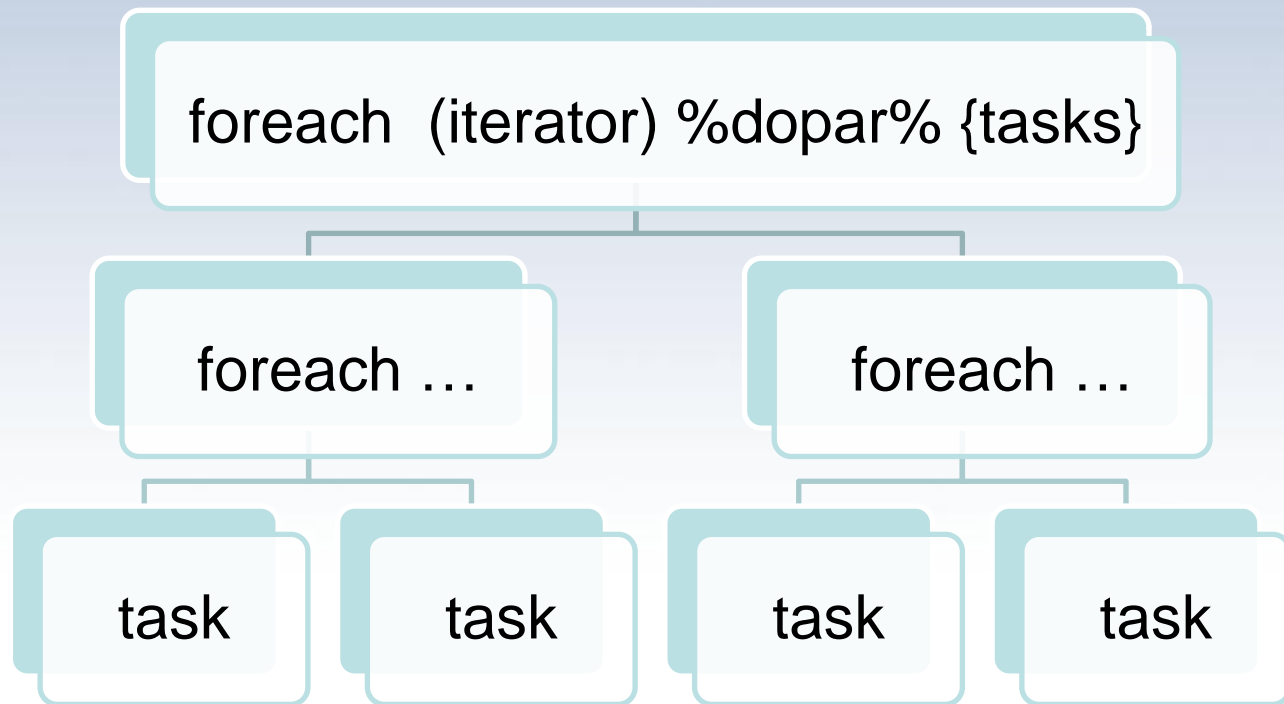 foreach (iterator) %dopar% {tasks}
foreach …
foreach …
task
task
task
task